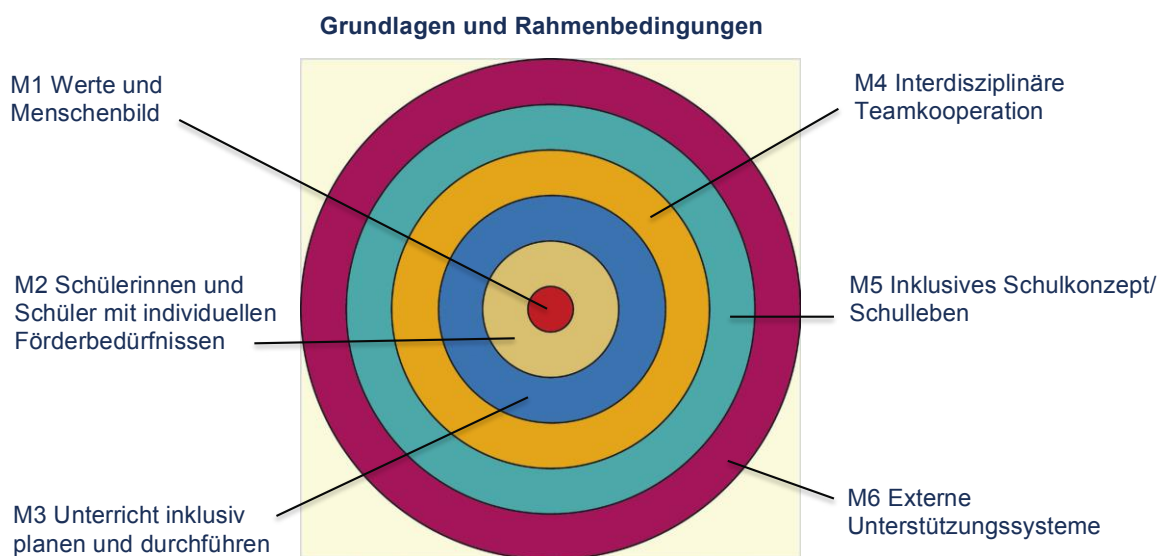 Grundlagen und Rahmenbedingungen
M1 Werte und
Menschenbild
M2 Schülerinnen und
Schüler mit individuellen
Förderbedürfnissen
M3 Unterricht inklusiv
planen und durchführen
M4 Interdisziplinäre
Teamkooperation
M5 Inklusives Schulkonzept/
Schulleben
M6 Externe
Unterstützungssysteme